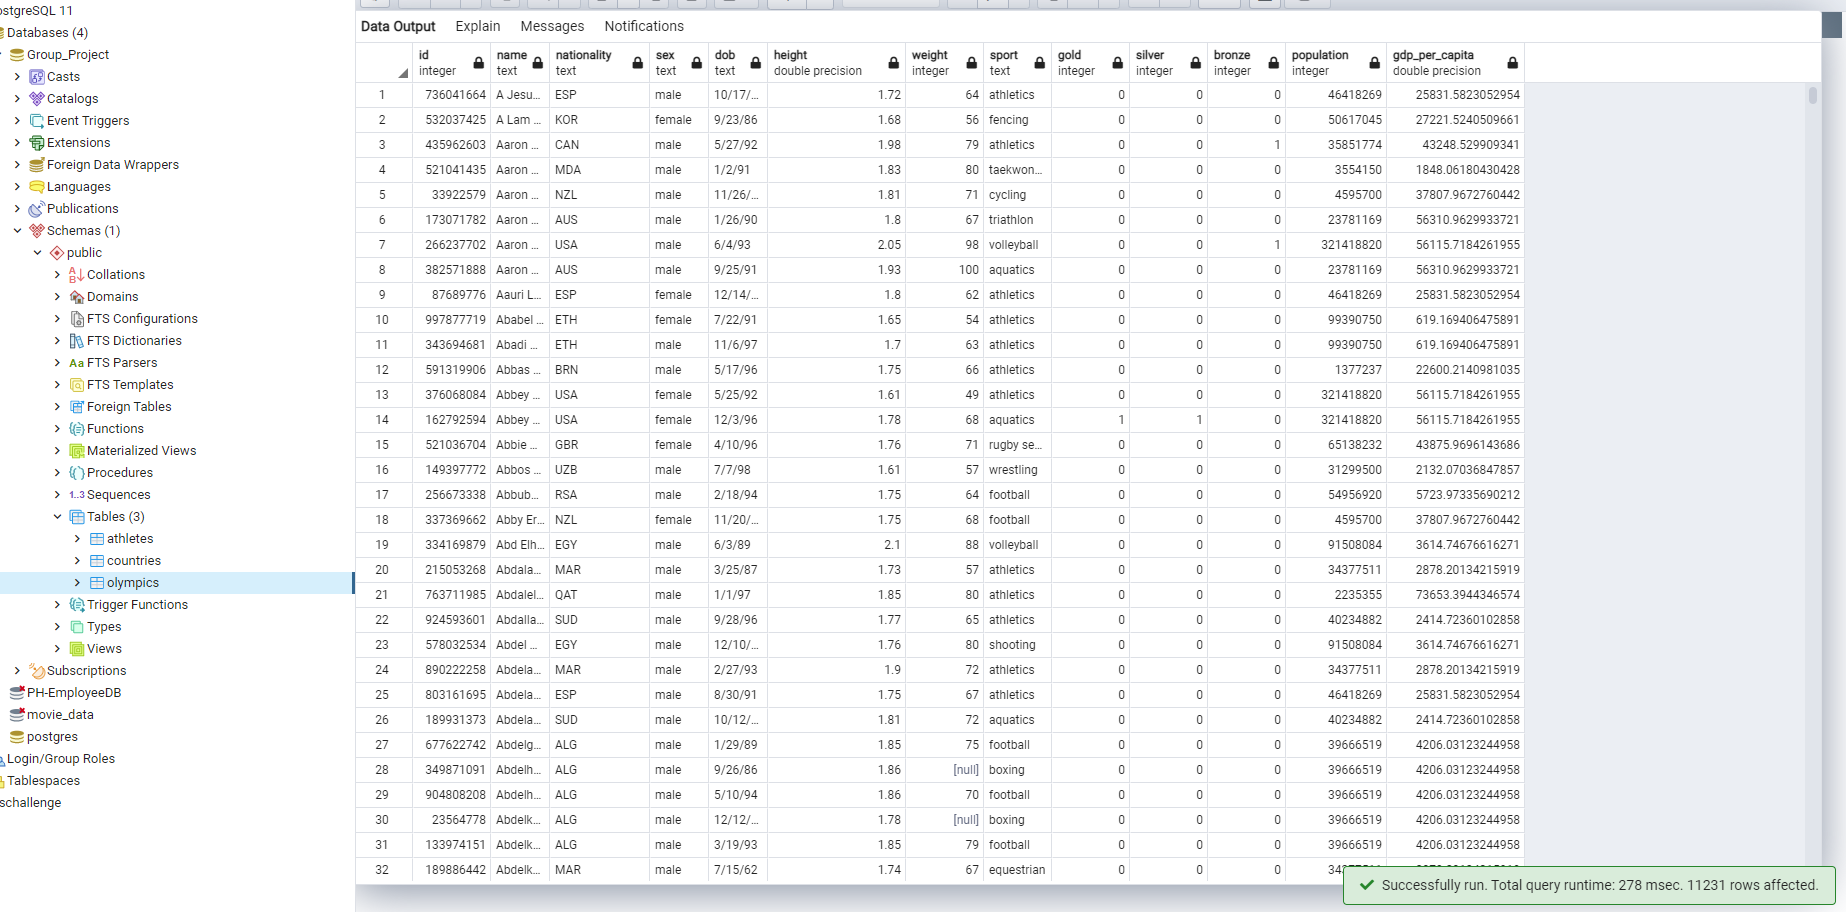 ostgreSQL 11
Databases (4)
Group_Project
Casts
Catalogs
Event Triggers
Extensions
Foreign Data Wrappers
Languages
Publications
Schemas (1)
public
Collations
Domains
FTS Configurations
FTS Dictionaries
Aa FTS Parsers
FTS Templates
Foreign Tables
Functions
Materialized Views
Procedures
1..3 Sequences
Tables (3)
athletes
countries
olympics
Trigger Functions
Types
Views
Subscriptions
PH-EmployeeDB
movie_data
postgres
Login/Group Roles
Tablespaces
schallenge
Data Output Explain Messages Notifications
id name nationality sex dob height weight sport gold silver bronze population gdp_per_capita
integer text text text text double precision integer text integer integer integer integer double precision
1 736041664 A Jesu... ESP male 10/17/... 1.72 64 athletics 0 0 0 46418269 25831.5823052954
2 532037425 A Lam ... KOR female 9/23/86 1.68 56 fencing 0 0 0 50617045 27221.5240509661
3 435962603 Aaron ... CAN male 5/27/92 1.98 79 athletics 0 0 1 35851774 43248.529909341
4 521041435 Aaron ... MDA male 1/2/91 1.83 80 taekwon... 0 0 0 3554150 1848.06180430428
5 33922579 Aaron ... NZL male 11/26/... 1.81 71 cycling 0 0 0 4595700 37807.9672760442
6 173071782 Aaron ... AUS male 1/26/90 1.8 67 triathlon 0 0 0 23781169 56310.9629933721
7 266237702 Aaron ... USA male 6/4/93 2.05 98 volleyball 0 0 1 321418820 56115.7184261955
8 382571888 Aaron ... AUS male 9/25/91 1.93 100 aquatics 0 0 0 23781169 56310.9629933721
9 87689776 Aauri L... ESP female 12/14/... 1.8 62 athletics 0 0 0 46418269 25831.5823052954
10 997877719 Ababel ... ETH female 7/22/91 1.65 54 athletics 0 0 0 99390750 619.169406475891
11 343694681 Abadi ... ETH male 11/6/97 1.7 63 athletics 0 0 0 99390750 619.169406475891
12 591319906 Abbas ... BRN male 5/17/96 1.75 66 athletics 0 0 0 1377237 22600.2140981035
13 376068084 Abbey ... USA female 5/25/92 1.61 49 athletics 0 0 0 321418820 56115.7184261955
14 162792594 Abbey ... USA female 12/3/96 1.78 68 aquatics 1 1 0 321418820 56115.7184261955
15 521036704 Abbie ... GBR female 4/10/96 1.76 71 rugby se... 0 0 0 65138232 43875.9696143686
16 149397772 Abbos ... UZB male 7/7/98 1.61 57 wrestling 0 0 0 31299500 2132.07036847857
17 256673338 Abbub... RSA male 2/18/94 1.75 64 football 0 0 0 54956920 5723.97335690212
18 337369662 Abby Er... NZL female 11/20/... 1.75 68 football 0 0 0 4595700 37807.9672760442
19 334169879 Abd Elh... EGY male 6/3/89 2.1 88 volleyball 0 0 0 91508084 3614.74676616271
20 215053268 Abdala... MAR male 3/25/87 1.73 57 athletics 0 0 0 34377511 2878.20134215919
21 763711985 Abdalel... QAT male 1/1/97 1.85 80 athletics 0 0 0 2235355 73653.3944346574
22 924593601 Abdalla... SUD male 9/28/96 1.77 65 athletics 0 0 0 40234882 2414.72360102858
23 578032534 Abdel ... EGY male 12/10/... 1.76 80 shooting 0 0 0 91508084 3614.74676616271
24 890222258 Abdela... MAR male 2/27/93 1.9 72 athletics 0 0 0 34377511 2878.20134215919
25 803161695 Abdela... ESP male 8/30/91 1.75 67 athletics 0 0 0 46418269 25831.5823052954
26 189931373 Abdela... SUD male 10/12/... 1.81 72 aquatics 0 0 0 40234882 2414.72360102858
27 677622742 Abdelg... ALG male 1/29/89 1.85 75 football 0 0 0 39666519 4206.03123244958
28 349871091 Abdelh... ALG male 9/26/86 1.86 [null] boxing 0 0 0 39666519 4206.03123244958
29 904808208 Abdelh... ALG male 5/10/94 1.86 70 football 0 0 0 39666519 4206.03123244958
30 23564778 Abdelk... ALG male 12/12/... 1.78 [null] boxing 0 0 0 39666519 4206.03123244958
31 133974151 Abdelk... ALG male 3/19/93 1.85 79 football 0 0 0 39666519 4206.03123244958
32 189886442 Abdelk... MAR male 7/15/62 1.74 67 equestrian 0 0 0
Successfully run. Total query runtime: 278 msec. 11231 rows affected.